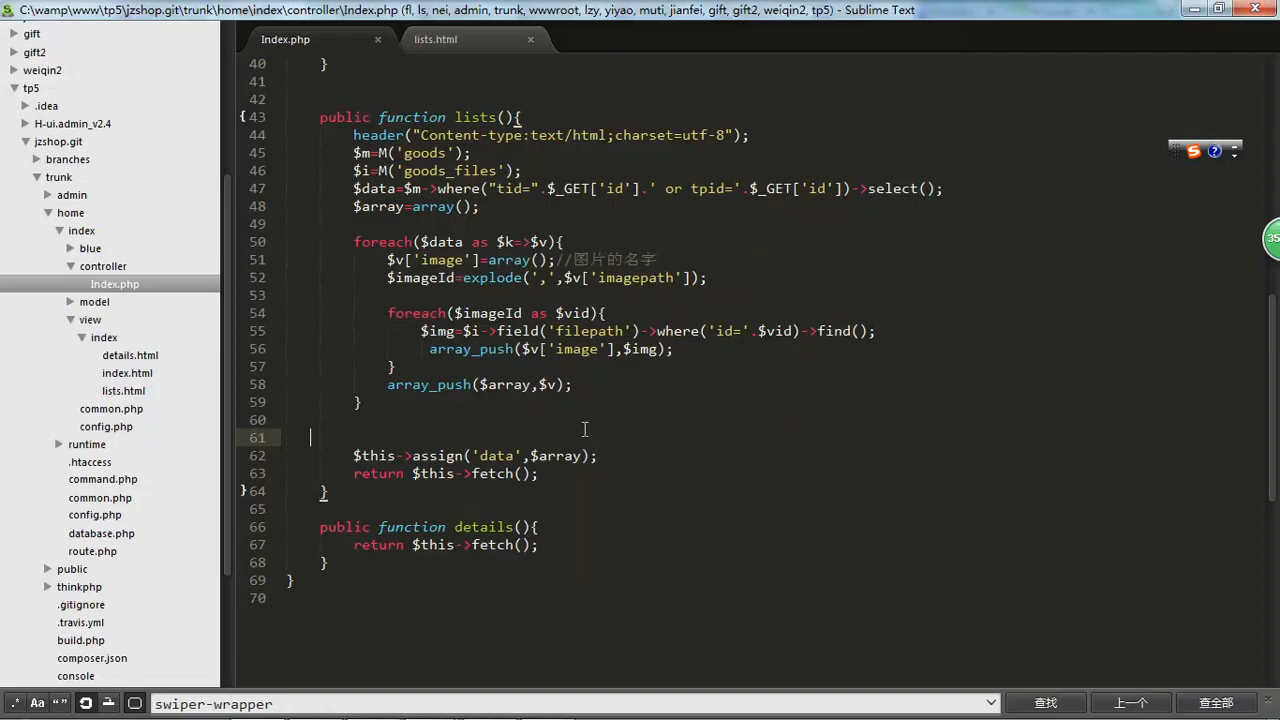 C:\wamp\www\tp5\jzshop.git\trunk\home\index\controller\Index.php (fl, ls, nei, admin, trunk, wwwroot, lzy, yiyao, muti, jianfei, gift, gift2, weiqin2, tp5) - Sublime Text
gift
gift2
weiqin2
tp5
.idea
H-ui.admin_v2.4
jzshop.git
branches
trunk
admin
home
index
blue
controller
Index.php
model
view
index
details.html
index.html
lists.html
common.php
config.php
runtime
.htaccess
command.php
common.php
config.php
database.php
route.php
public
thinkphp
.gitignore
.travis.yml
build.php
composer.json
console
Index.php × lists.html ×
40 }
41
42
43 public function lists(){
44 header("Content-type:text/html;charset=utf-8");
45 $m=M('goods');
46 $i=M('goods_files');
47 $data=$m->where("tid=".$_GET['id'].' or tpid='.$_GET['id'])->select();
48 $array=array();
49
50 foreach($data as $k=>$v){
51 $v['image']=array();//图片的名字
52 $imageId=explode(',',$v['imagepath']);
53
54 foreach($imageId as $vid){
55 $img=$i->field('filepath')->where('id='.$vid)->find();
56 array_push($v['image'],$img);
57 }
58 array_push($array,$v);
59 }
60
61
62 $this->assign('data',$array);
63 return $this->fetch();
64 }
65
66 public function details(){
67 return $this->fetch();
68 }
69 }
70
35
.* Aa “ ” swiper-wrapper 查找 上一个 查全部